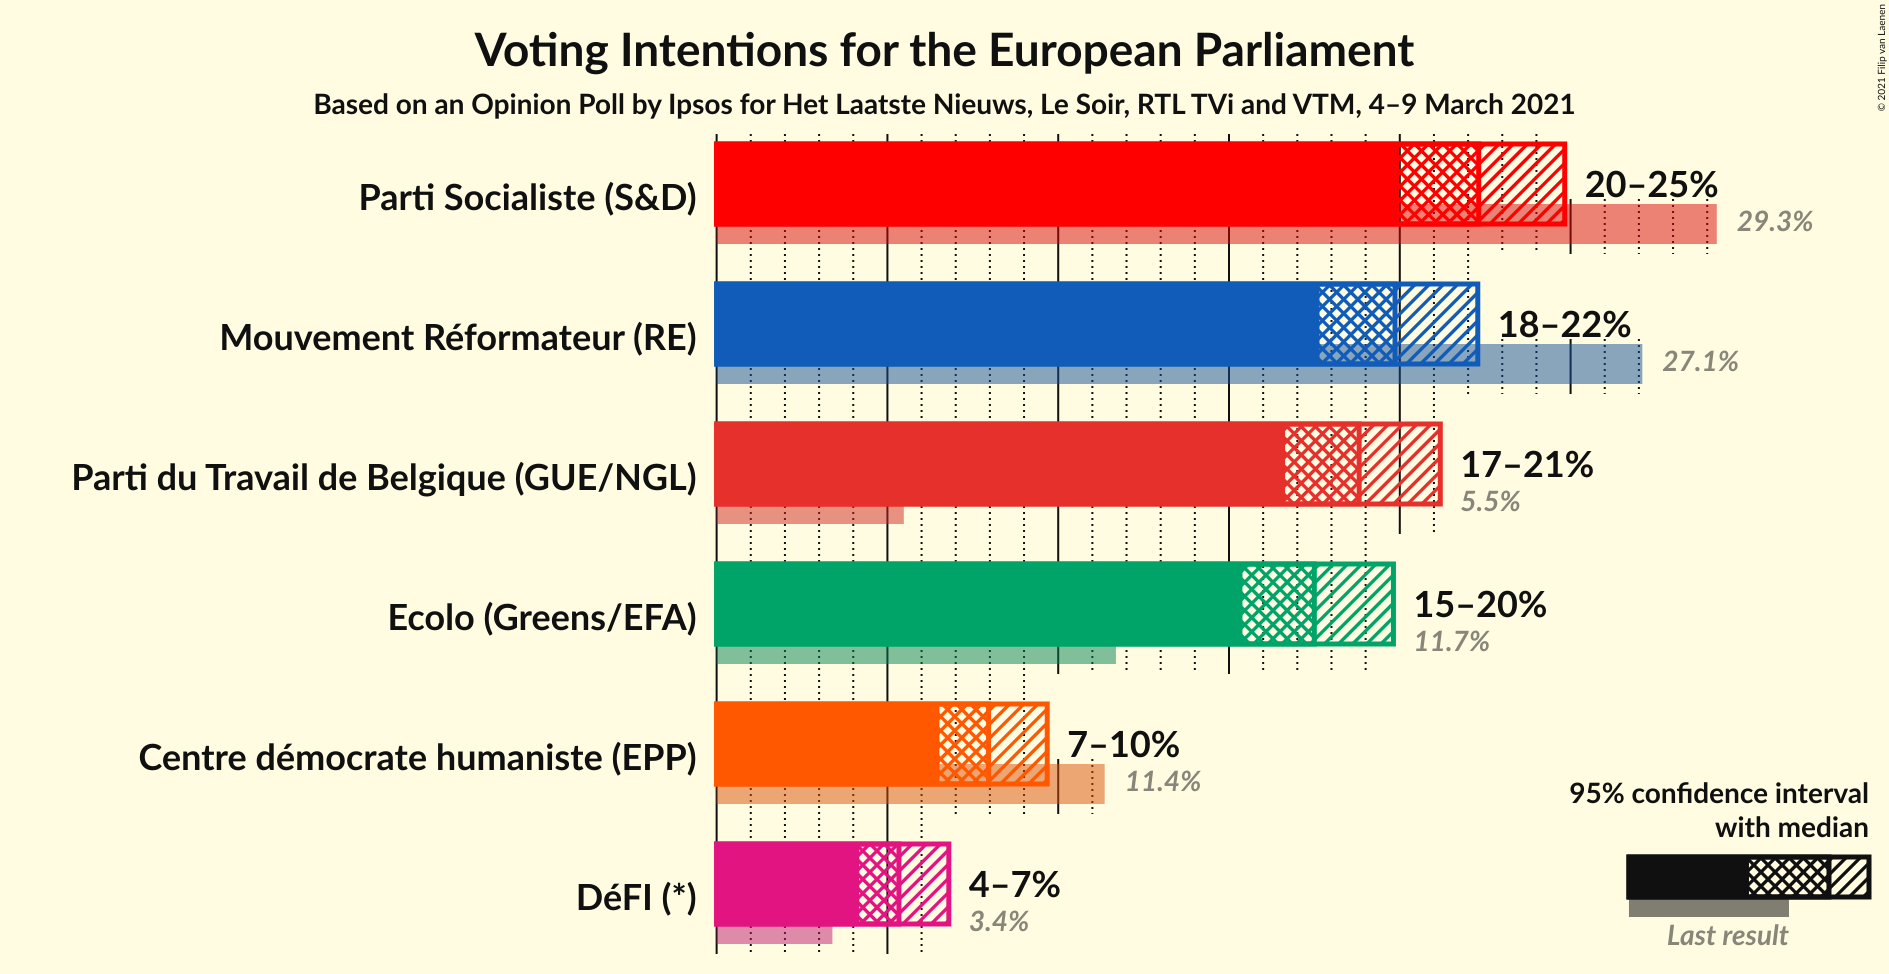 Voting Intentions for the European Parliament
Based on an Opinion Poll by Ipsos for Het Laatste Nieuws, Le Soir, RTL TVi and VTM, 4–9 March 2021
© 2021 Filip van Laenen
Parti Socialiste (S&D)
20–25%
29.3%
Mouvement Réformateur (RE)
18–22%
27.1%
Parti du Travail de Belgique (GUE/NGL)
17–21%
5.5%
Ecolo (Greens/EFA)
15–20%
11.7%
Centre démocrate humaniste (EPP)
7–10%
11.4%
DéFI (*)
4–7%
3.4%
95% confidence interval
with median
Last result